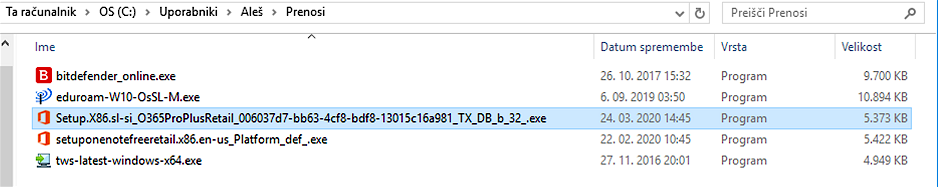 Ta računalnik > OS (C:) > Uporabniki > Aleš > Prenosi Preišči Prenosi
Ime Datum spremembe Vrsta Velikost
B bitdefender_online.exe 26. 10. 2017 15:32 Program 9.700 KB
eduroam-W10-OsSL-M.exe 6. 09. 2019 03:50 Program 10.894 KB
Setup.X86.sl-si_O365ProPlusRetail_006037d7-bb63-4cf8-bdf8-13015c16a981_TX_DB_b_32_.exe 24. 03. 2020 14:45 Program 5.373 KB
setuponenotefreeretail.x86.en-us_Platform_def_.exe 22. 02. 2020 10:45 Program 5.422 KB
tws-latest-windows-x64.exe 27. 11. 2016 20:01 Program 4.949 KB